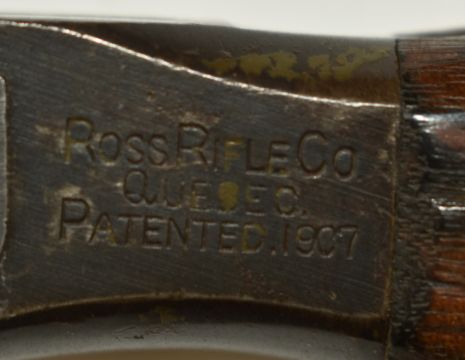 ROSS RIFLE CO
QUEBEC.
PATENTED.1907